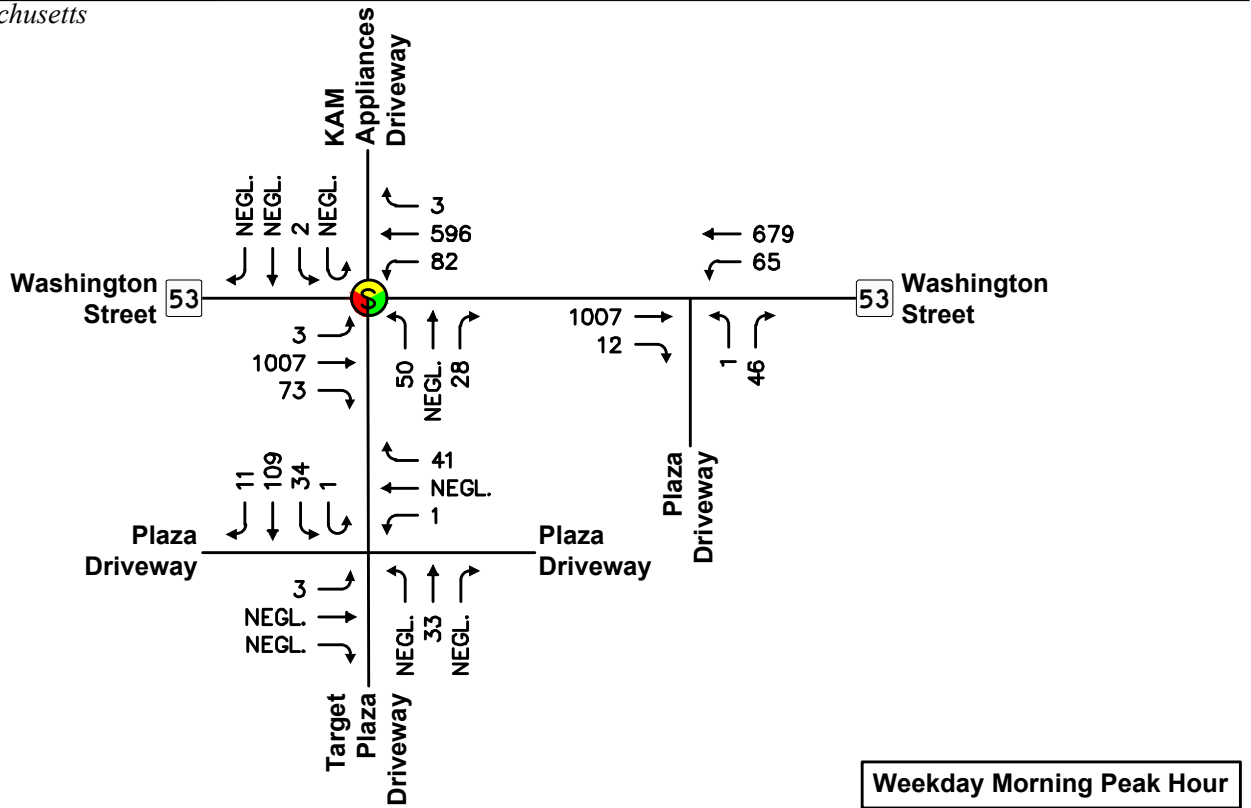 chusetts
KAM
Appliances
Driveway
NEGL.
NEGL.
2
NEGL.
3
596
82
679
65
Washington
Street
53
S
53
Washington
Street
3
1007
73
50
NEGL.
28
1007
12
1
46
Plaza
Driveway
11
109
34
1
41
NEGL.
1
Plaza
Driveway
Plaza
Driveway
3
NEGL.
NEGL.
NEGL.
33
NEGL.
Target
Plaza
Driveway
Weekday Morning Peak Hour